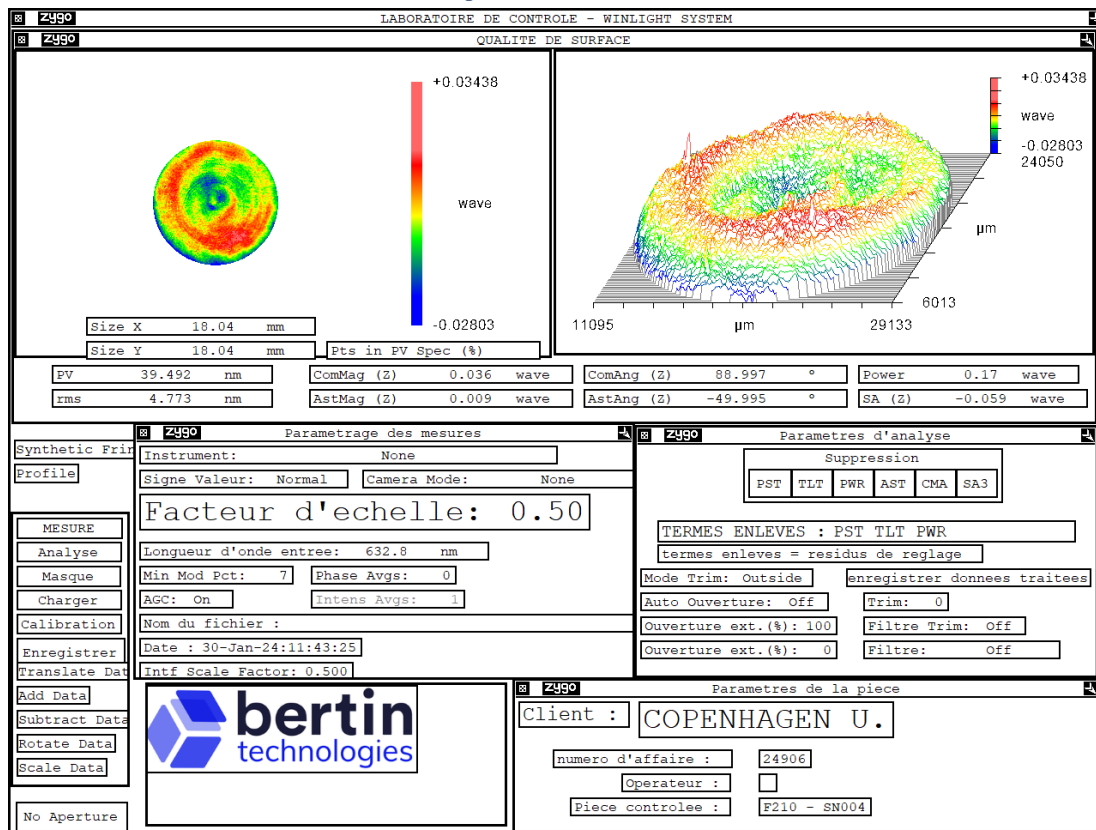 zygo LABORATOIRE DE CONTROLE - WINLIGHT SYSTEM
zygo QUALITE DE SURFACE
+0.03438
wave
-0.02803
+0.03438
wave
-0.02803
24050
µm
6013
11095 µm 29133
Size X 18.04 mm
Size Y 18.04 mm
Pts in PV Spec (%)
PV 39.492 nm
ComMag (Z) 0.036 wave
ComAng (Z) 88.997 °
Power 0.17 wave
rms 4.773 nm
AstMag (Z) 0.009 wave
AstAng (Z) -49.995 °
SA (Z) -0.059 wave
Synthetic Frin
Profile
MESURE
Analyse
Masque
Charger
Calibration
Enregistrer
Translate Dat
Add Data
Subtract Data
Rotate Data
Scale Data
No Aperture
zygo Parametrage des mesures
Instrument: None
Signe Valeur: Normal
Camera Mode: None
Facteur d'echelle: 0.50
Longueur d'onde entree: 632.8 nm
Min Mod Pct: 7
Phase Avgs: 0
AGC: On
Intens Avgs: 1
Nom du fichier :
Date : 30-Jan-24:11:43:25
Intf Scale Factor: 0.500
zygo Parametres d'analyse
Suppression
PST TLT PWR AST CMA SA3
TERMES ENLEVES : PST TLT PWR
termes enleves = residus de reglage
Mode Trim: Outside
enregistrer donnees traitees
Auto Ouverture: Off
Trim: 0
Ouverture ext.(%): 100
Filtre Trim: Off
Ouverture ext.(%): 0
Filtre: Off
bertin
technologies
zygo Parametres de la piece
Client : COPENHAGEN U.
numero d'affaire : 24906
Operateur :
Piece controlee : F210 - SN004